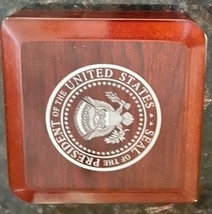 SEAL OF THE PRESIDENT OF THE UNITED STATES